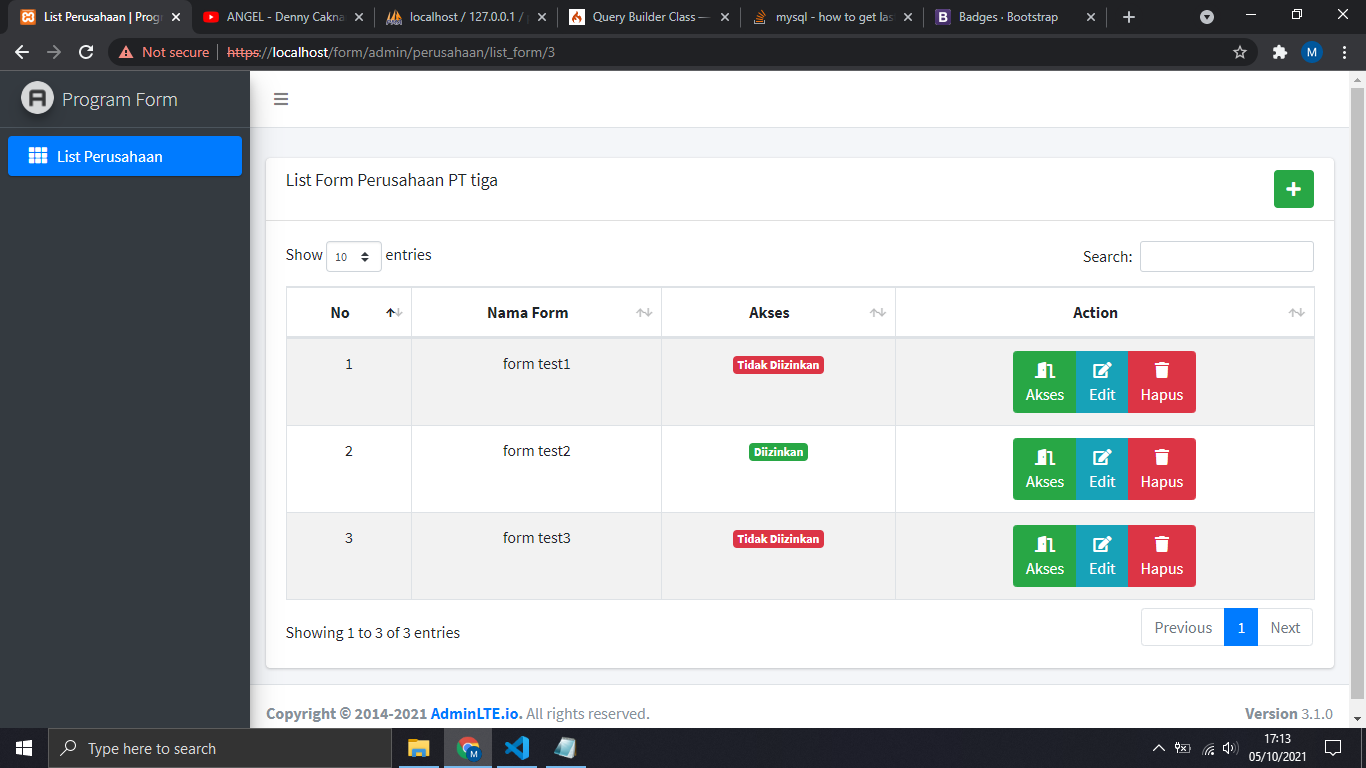 List Perusahaan | Prog
ANGEL - Denny Cakna
localhost / 127.0.0.1 / p
Query Builder Class —
mysql - how to get las
Badges · Bootstrap
Not secure
https://localhost/form/admin/perusahaan/list_form/3
M
Program Form
List Perusahaan
List Form Perusahaan PT tiga
Show 10 entries
Search:
No Nama Form Akses Action
1 form test1 Tidak Diizinkan Akses Edit Hapus
2 form test2 Diizinkan Akses Edit Hapus
3 form test3 Tidak Diizinkan Akses Edit Hapus
Showing 1 to 3 of 3 entries
Previous 1 Next
Copyright © 2014-2021 AdminLTE.io. All rights reserved.
Version 3.1.0
Type here to search
M
17:13
05/10/2021